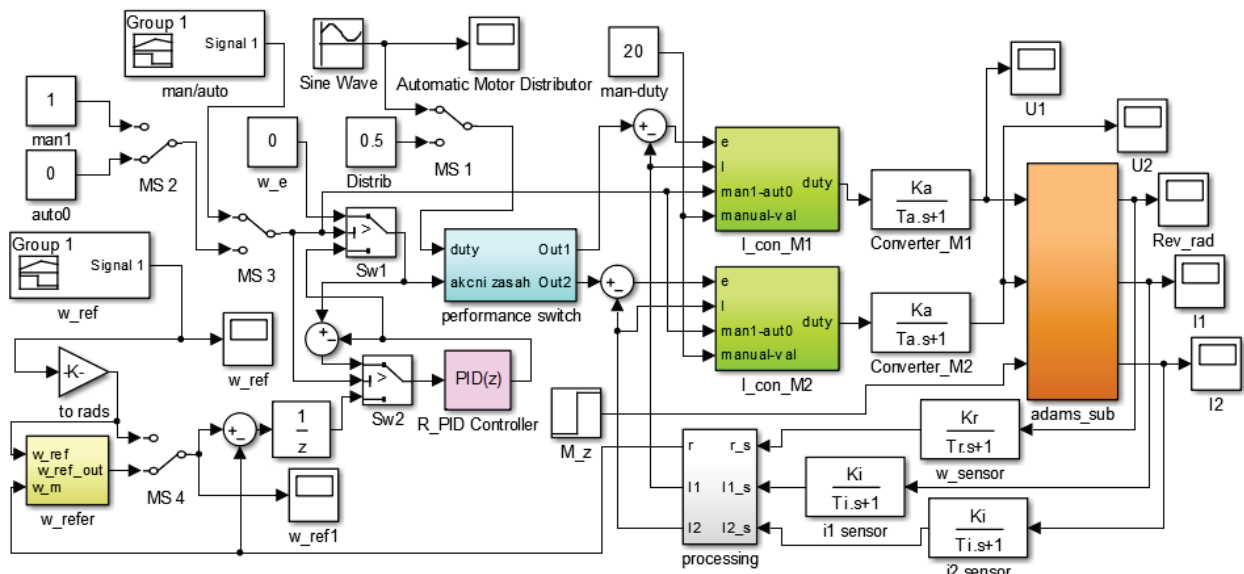 Group 1
Signal 1
man/auto
1
man1
0
auto0
MS 2
Group 1
Signal 1
w_ref
MS 3
w_ref
-K-
to rads
w_ref
w_ref_out
w_m
w_refer
MS 4
+
-
1
z
w_ref1
Sine Wave
Automatic Motor Distributor
0
w_e
0.5
Distrib
MS 1
>
Sw1
duty
Out1
akcni zasah
Out2
performance switch
+
-
>
Sw2
PID(z)
R_PID Controller
20
man-duty
+
-
+
-
e
I
man1-aut0
manual-val
duty
I_con_M1
e
I
man1-aut0
manual-val
duty
I_con_M2
Ka
Ta.s+1
Converter_M1
Ka
Ta.s+1
Converter_M2
U1
U2
adams_sub
Rev_rad
I1
I2
M_z
r
r_s
I1
I1_s
I2
I2_s
processing
Kr
Tr.s+1
w_sensor
Ki
Ti.s+1
i1 sensor
Ki
Ti.s+1
i2_sensor